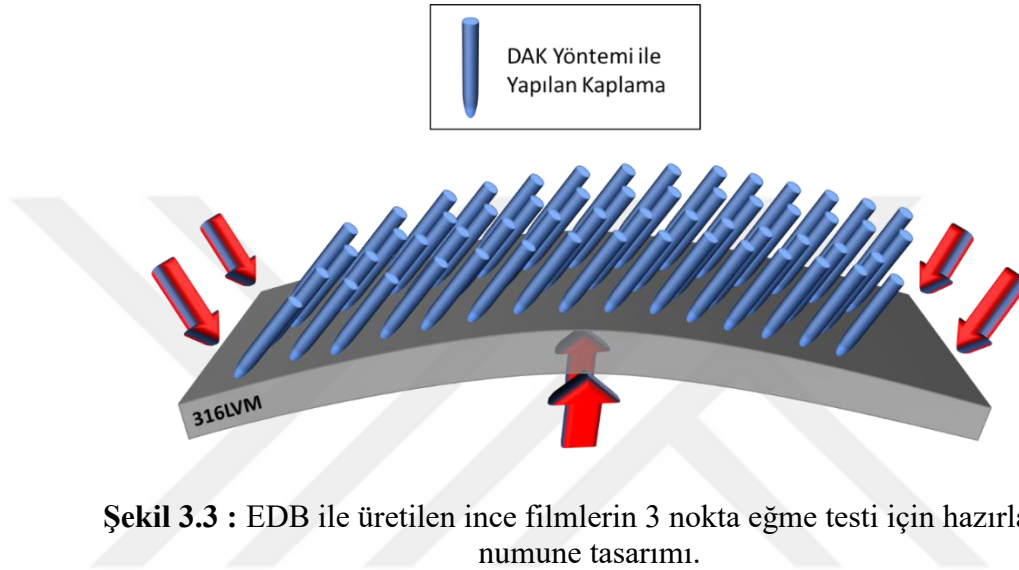 DAK Yöntemi ile
Yapılan Kaplama
316LVM
Şekil 3.3 : EDB ile üretilen ince filmlerin 3 nokta eğme testi için
numune tasarımı.